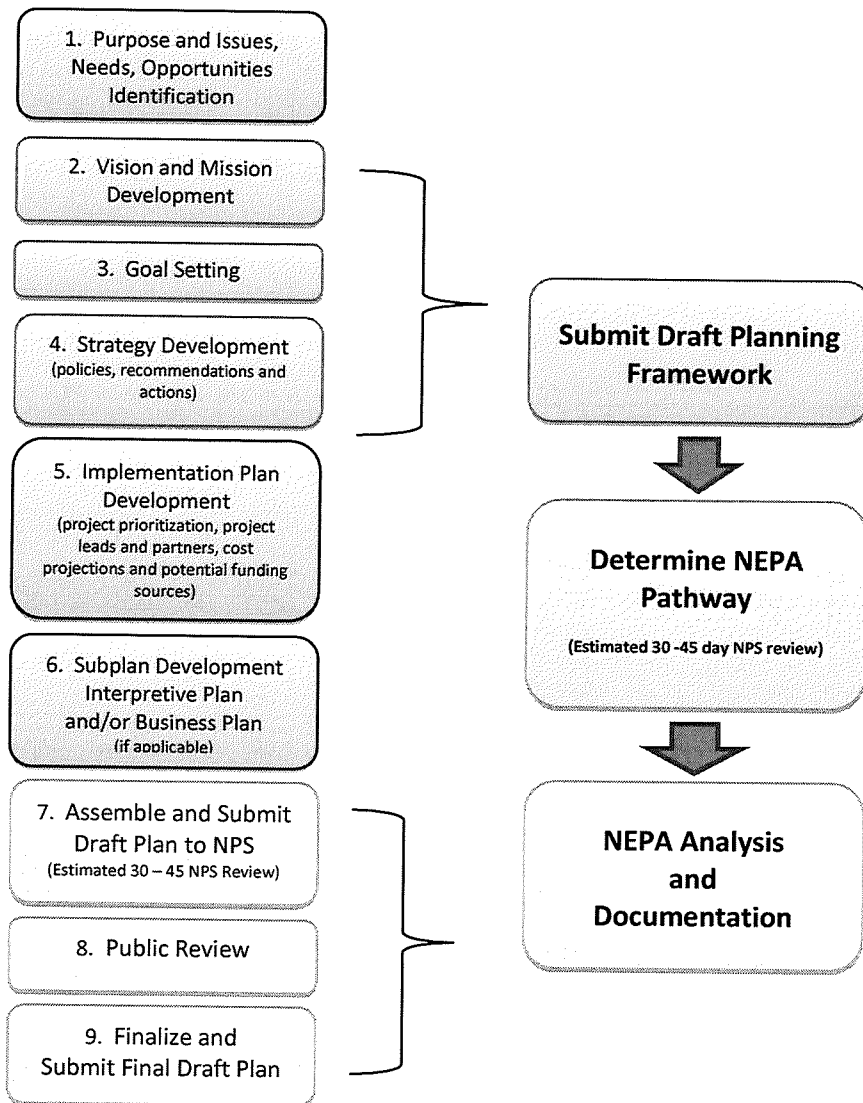 1. Purpose and Issues,
Needs, Opportunities
Identification
2. Vision and Mission
Development
3. Goal Setting
4. Strategy Development
(policies, recommendations and
actions)
5. Implementation Plan
Development
(project prioritization, project
leads and partners, cost
projections and potential funding
sources)
6. Subplan Development
Interpretive Plan
and/or Business Plan
(if applicable)
7. Assemble and Submit
Draft Plan to NPS
(Estimated 30 – 45 NPS Review)
8. Public Review
9. Finalize and
Submit Final Draft Plan
Submit Draft Planning
Framework
Determine NEPA
Pathway
(Estimated 30 -45 day NPS review)
NEPA Analysis
and
Documentation